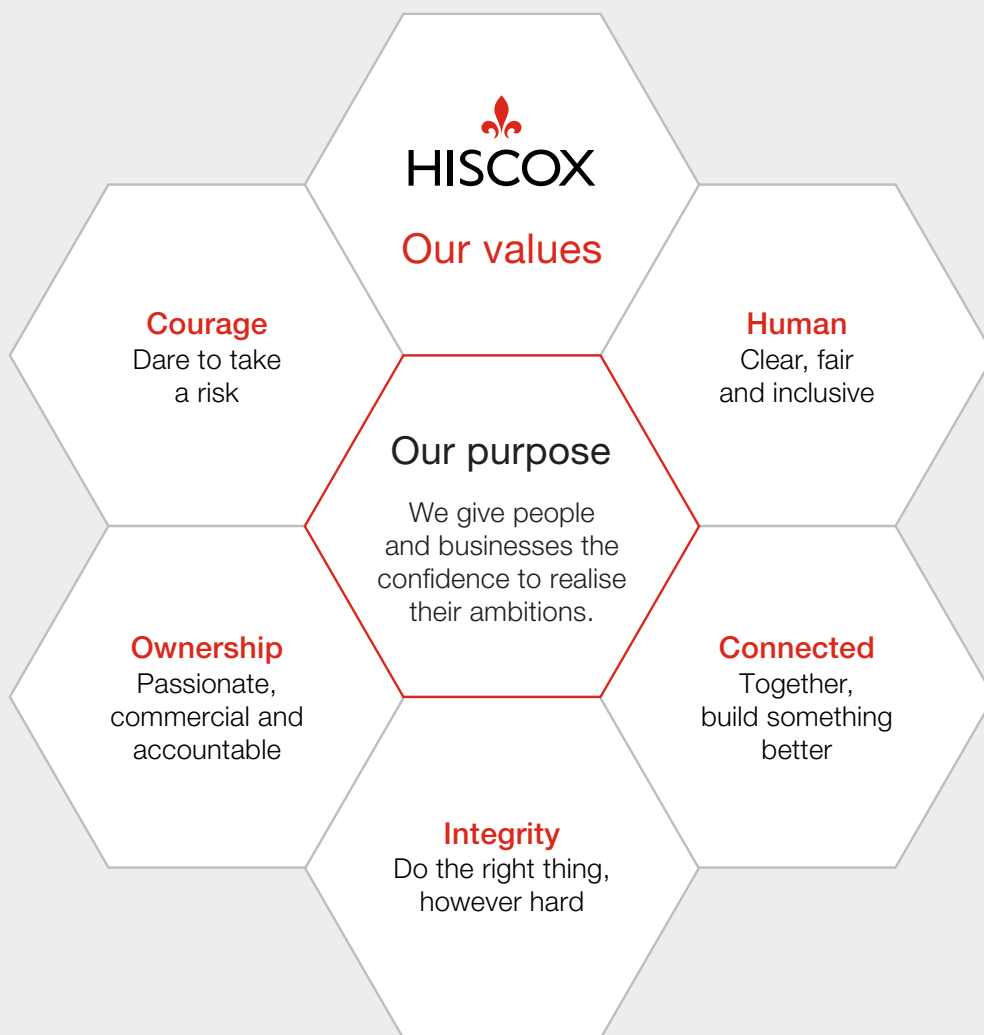 HISCOX
Our values
Courage
Dare to take
a risk
Human
Clear, fair
and inclusive
Our purpose
We give people
and businesses the
confidence to realise
their ambitions.
Ownership
Passionate,
commercial and
accountable
Connected
Together,
build something
better
Integrity
Do the right thing,
however hard